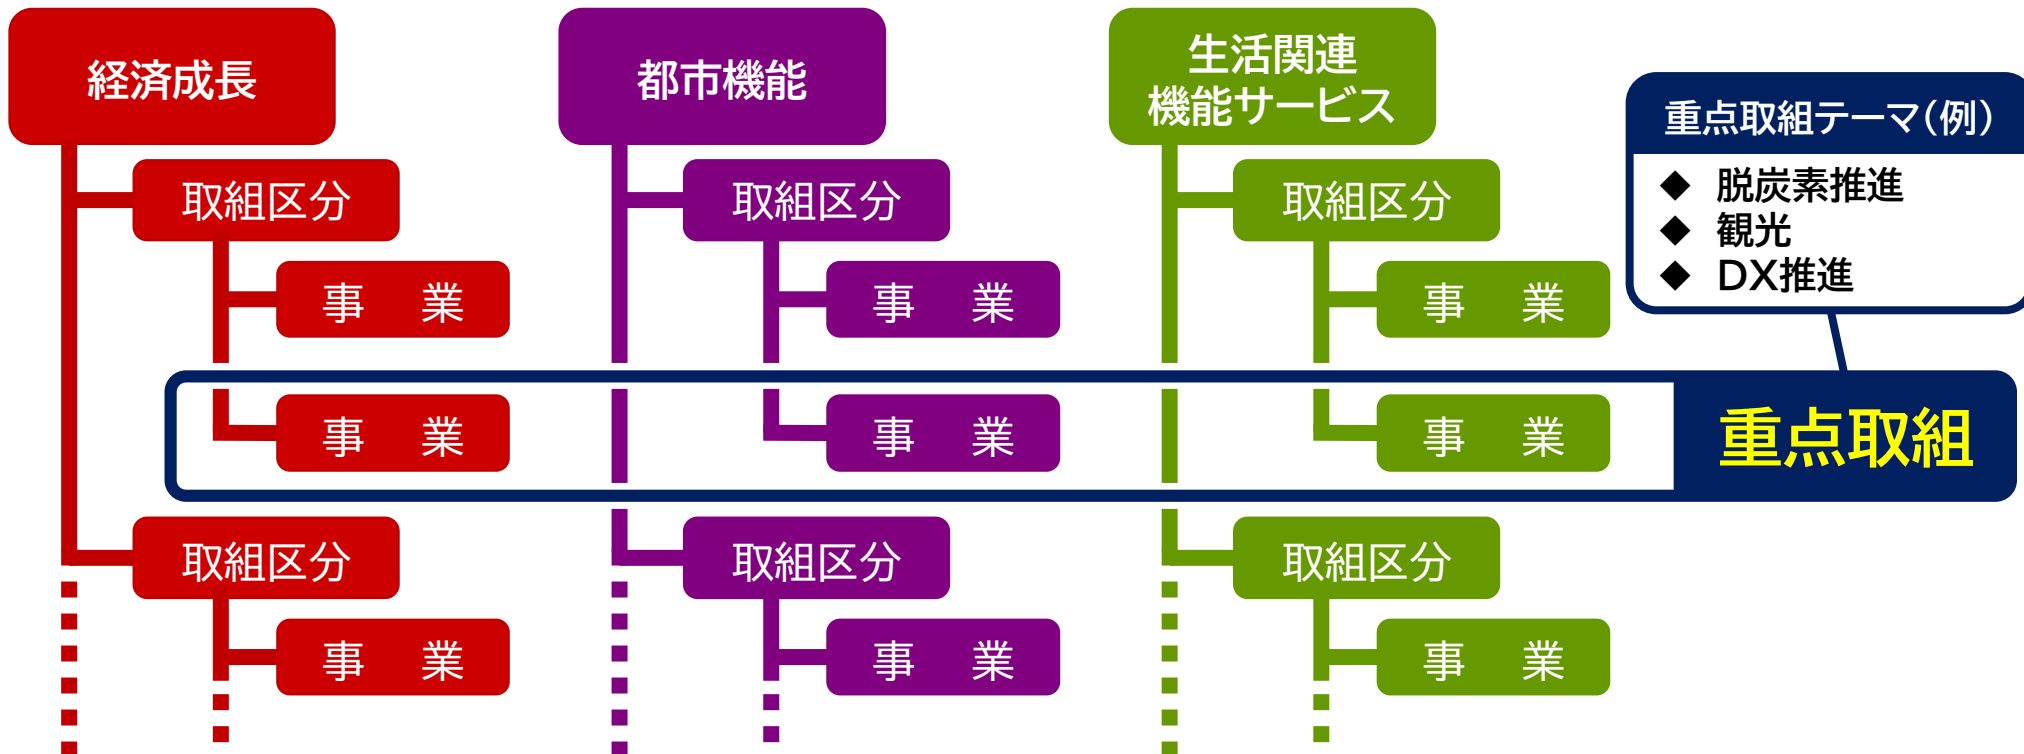 経済成長
都市機能
生活関連
機能サービス
重点取組テーマ(例)
◆ 脱炭素推進
◆ 観光
◆ DX推進
取組区分
取組区分
取組区分
事 業
事 業
事 業
事 業
事 業
事 業
重点取組
取組区分
取組区分
取組区分
事 業
事 業
事 業